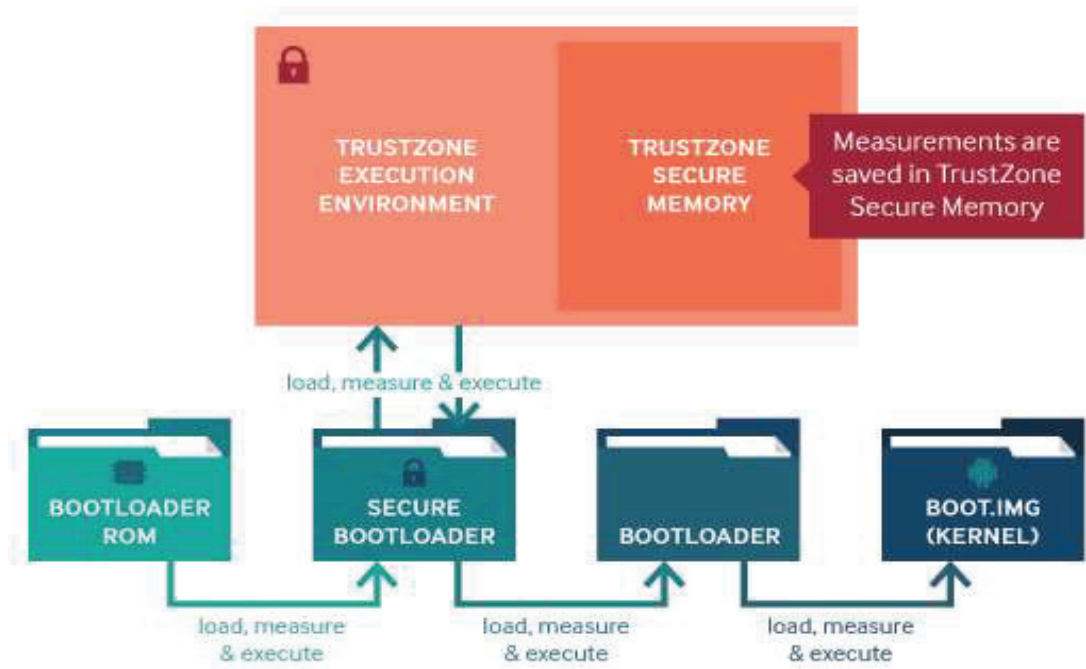 TRUSTZONE
EXECUTION
ENVIRONMENT
TRUSTZONE
SECURE
MEMORY
Measurements are
saved in TrustZone
Secure Memory
load, measure & execute
BOOTLOADER
ROM
SECURE
BOOTLOADER
BOOTLOADER
BOOT.IMG
(KERNEL)
load, measure
& execute
load, measure
& execute
load, measure
& execute